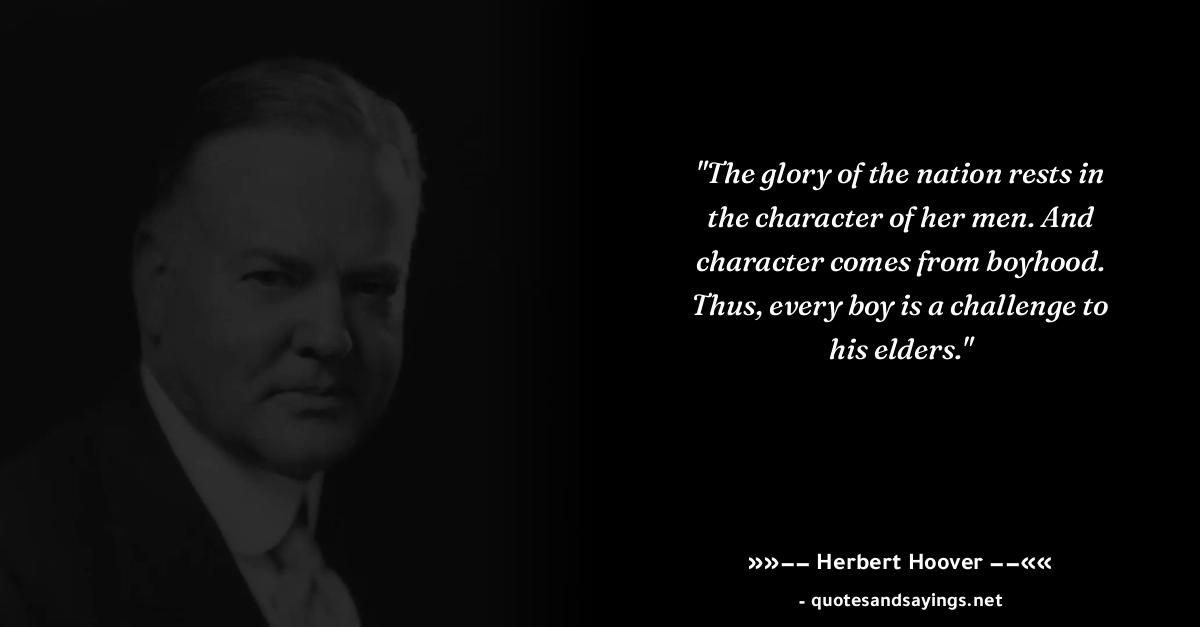 "The glory of the nation rests in
the character of her men. And
character comes from boyhood.
Thus, every boy is a challenge to
his elders."
»»−− Herbert Hoover −−««
- quotesandsayings.net